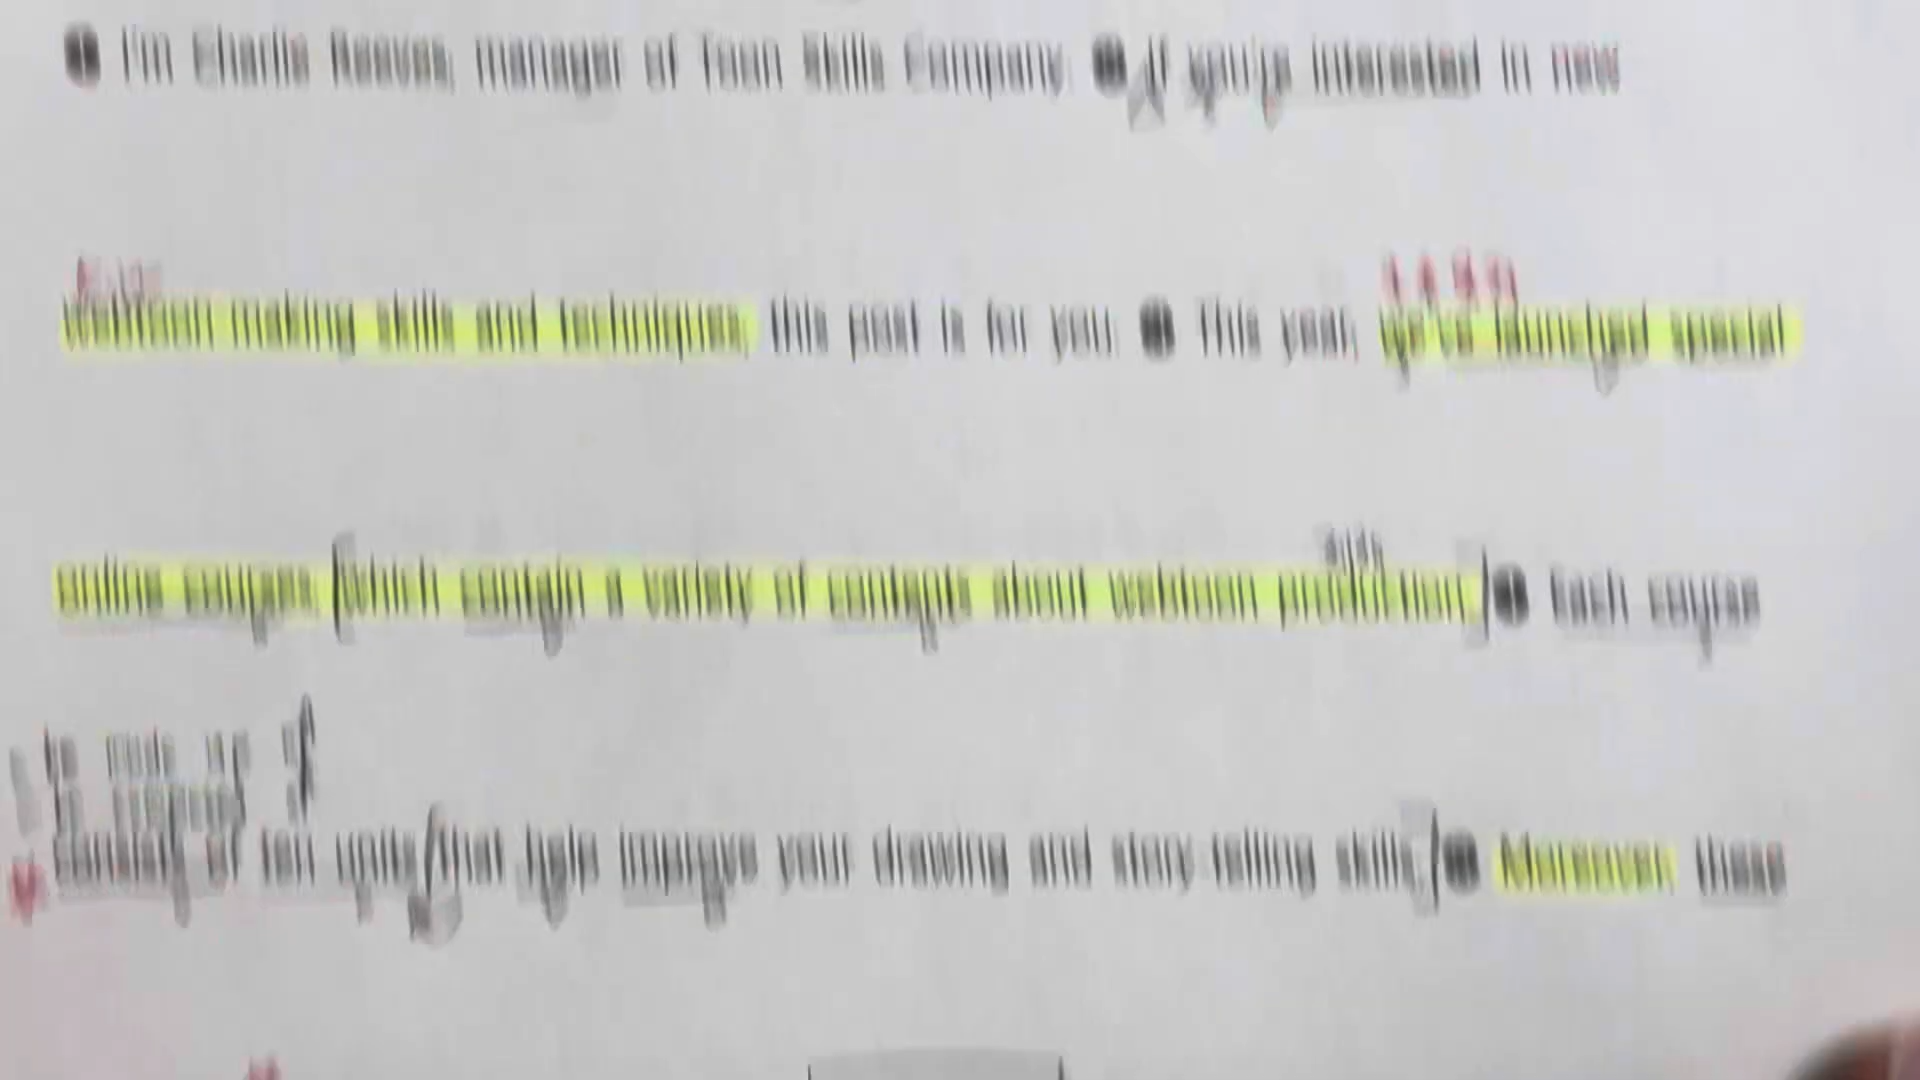 I'm Charlie Reeves, manager of Toon Skills Company. If you're interested in new
webtoon making skills and techniques, this post is for you. This year, we've launched special
online courses, which contain a variety of contents about webtoon production. Each course
to made up of
consists of ten units that help improve your drawing and story-telling skills. Moreover, these